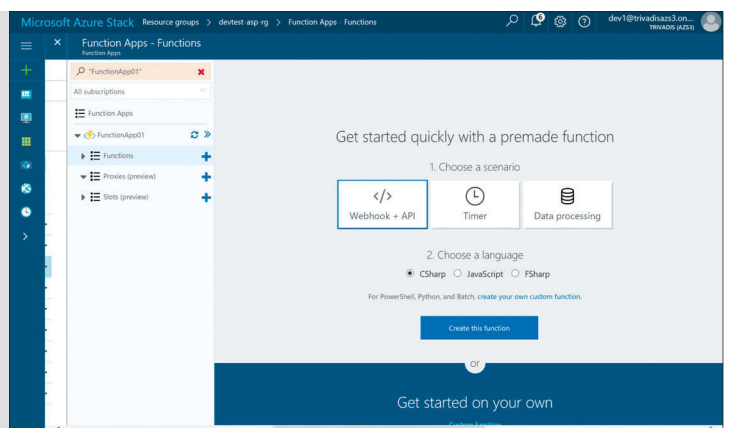 Microsoft Azure Stack Resource groups > devtest-asp-rg > Function Apps - Functions
6
dev1@trivadisazs3.on...
TRIVADIS (AZS3)
Function Apps - Functions
Function Apps
"FunctionApp01"
All subscriptions
Function Apps
FunctionApp01
Functions
Proxies (preview)
Slots (preview)
Get started quickly with a premade function
1. Choose a scenario
Webhook + API
Timer
Data processing
2. Choose a language
CSharp JavaScript FSharp
For PowerShell, Python, and Batch, create your own custom function.
Create this function
or
Get started on your own
Custom function